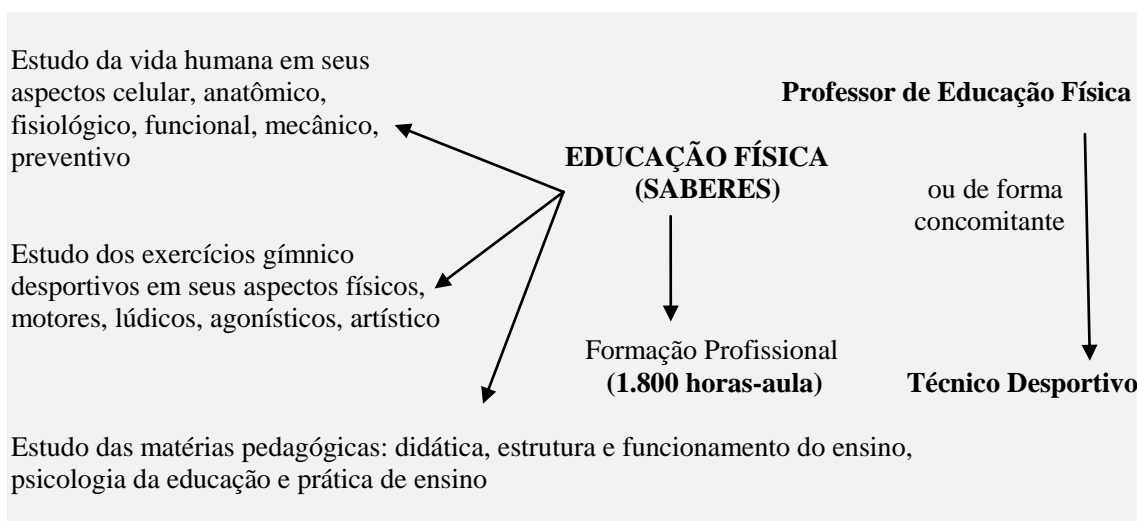 Estudo da vida humana em seus
aspectos celular, anatômico,
fisiológico, funcional, mecânico,
preventivo
Professor de Educação Física
EDUCAÇÃO FÍSICA
(SABERES)
ou de forma
concomitante
Estudo dos exercícios gímnico
desportivos em seus aspectos físicos,
motores, lúdicos, agonísticos, artístico
Formação Profissional
(1.800 horas-aula)
Técnico Desportivo
Estudo das matérias pedagógicas: didática, estrutura e funcionamento do ensino,
psicologia da educação e prática de ensino